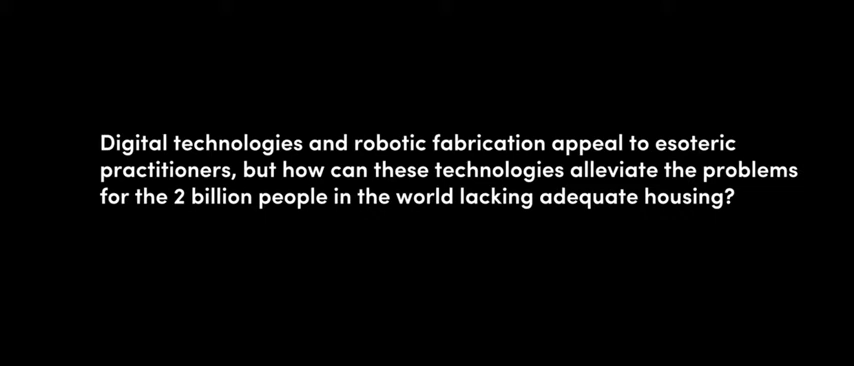 Digital technologies and robotic fabrication appeal to esoteric
practitioners, but how can these technologies alleviate the problems
for the 2 billion people in the world lacking adequate housing?